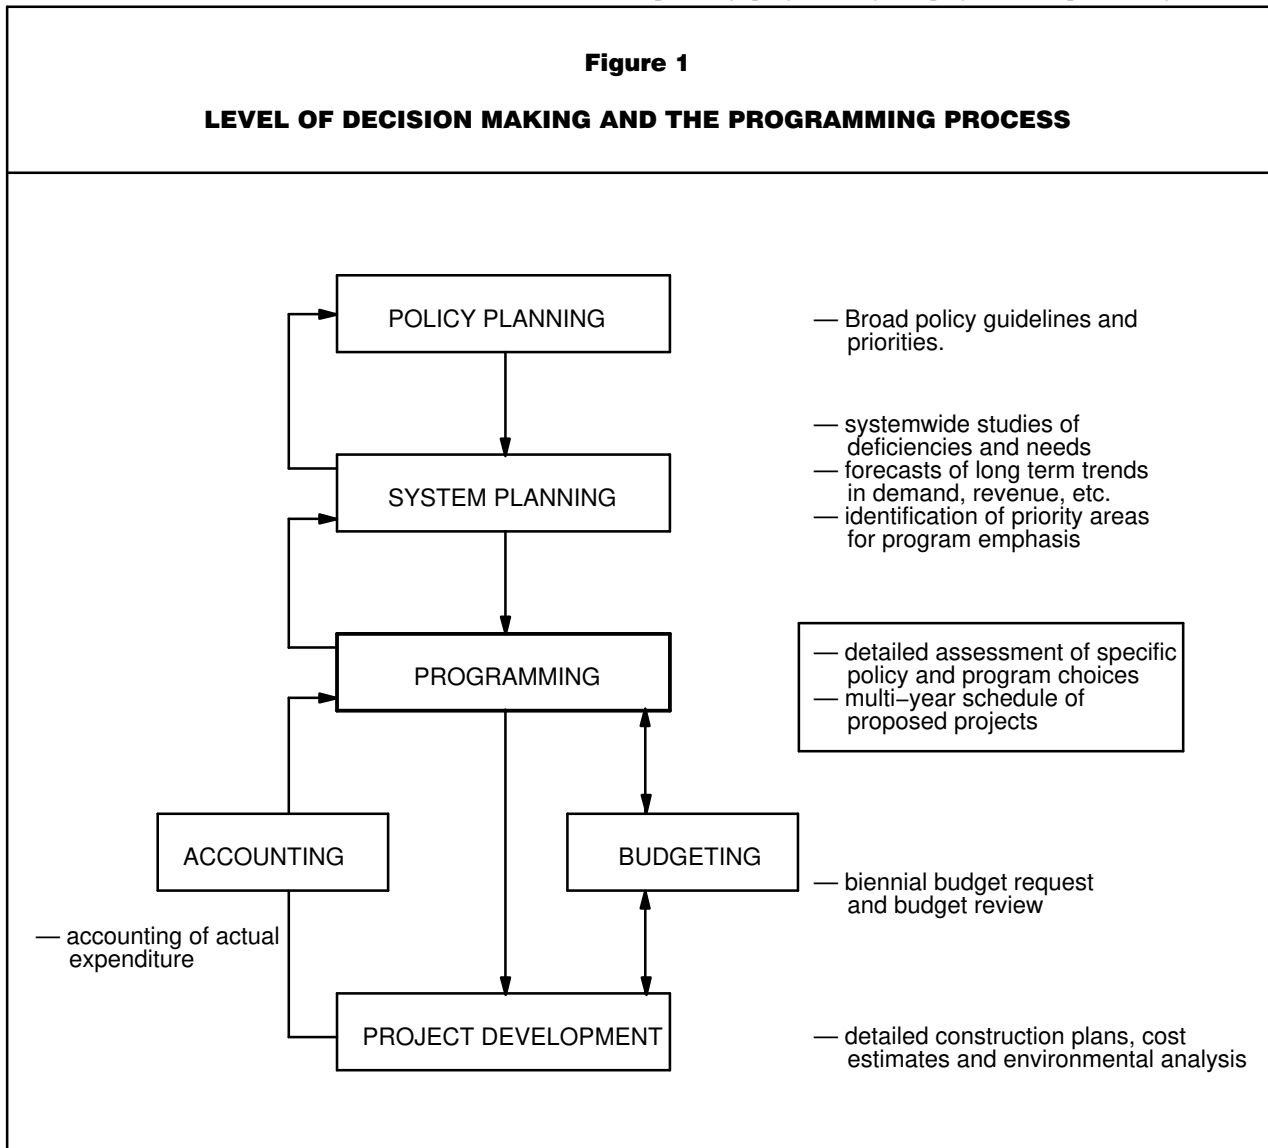 Figure 1
LEVEL OF DECISION MAKING AND THE PROGRAMMING PROCESS
POLICY PLANNING
— Broad policy guidelines and
priorities.
SYSTEM PLANNING
— systemwide studies of
deficiencies and needs
— forecasts of long term trends
in demand, revenue, etc.
— identification of priority areas
for program emphasis
PROGRAMMING
— detailed assessment of specific
policy and program choices
— mult–year schedule of
proposed projects
ACCOUNTING
— accounting of actual
expenditure
BUDGETING
— biennial budget request
and budget review
PROJECT DEVELOPMENT
— detailed construction plans, cost
estimates and environmental analysis